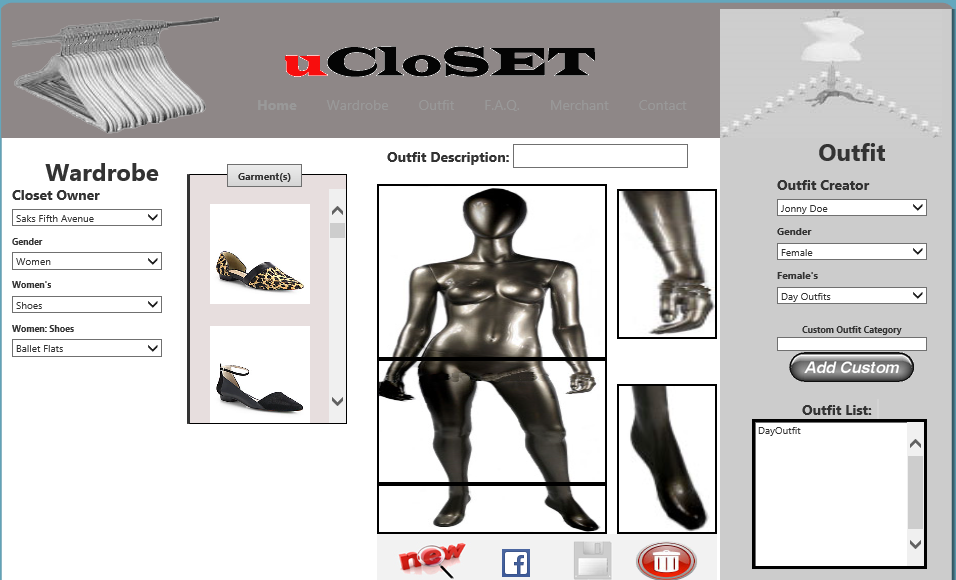 uCloSET
Home Wardrobe Outfit F.A.Q. Merchant Contact
Wardrobe
Closet Owner
Saks Fifth Avenue
Gender
Women
Women's
Shoes
Women: Shoes
Ballet Flats
Garment(s)
Outfit Description:
new
f
Outfit
Outfit Creator
Jonny Doe
Gender
Female
Female's
Day Outfits
Custom Outfit Category
Add Custom
Outfit List:
DayOutfit